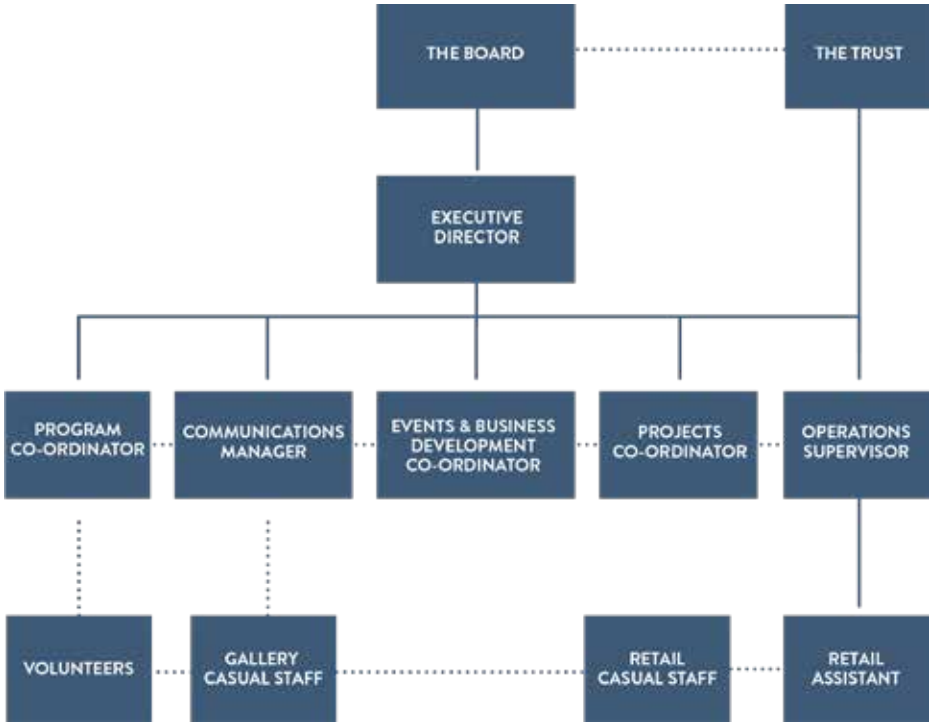 THE BOARD
THE TRUST
EXECUTIVE
DIRECTOR
PROGRAM
CO-ORDINATOR
COMMUNICATIONS
MANAGER
EVENTS & BUSINESS
DEVELOPMENT
CO-ORDINATOR
PROJECTS
CO-ORDINATOR
OPERATIONS
SUPERVISOR
VOLUNTEERS
GALLERY
CASUAL STAFF
RETAIL
CASUAL STAFF
RETAIL
ASSISTANT